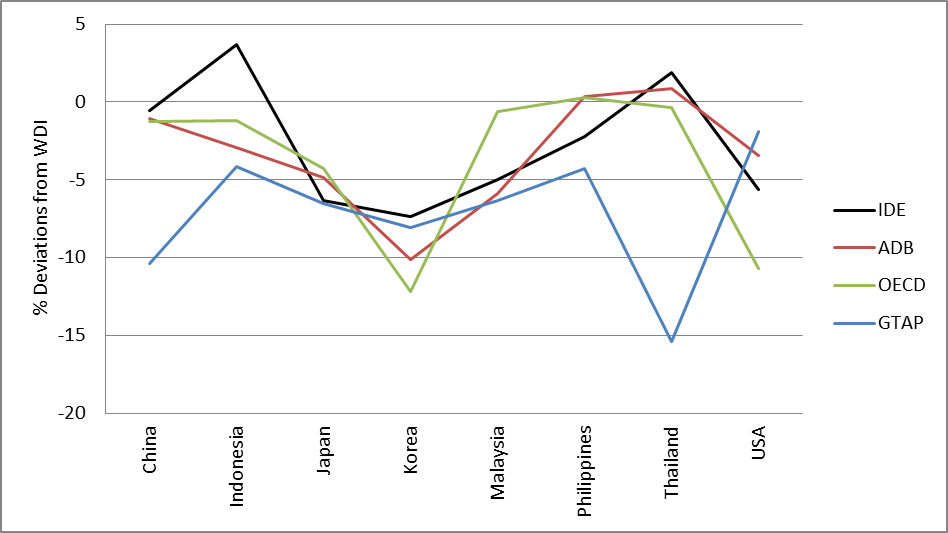 5
0
-5
-10
-15
-20
% Deviations from WDI
China
Indonesia
Japan
Korea
Malaysia
Philippines
Thailand
USA
IDE
ADB
OECD
GTAP